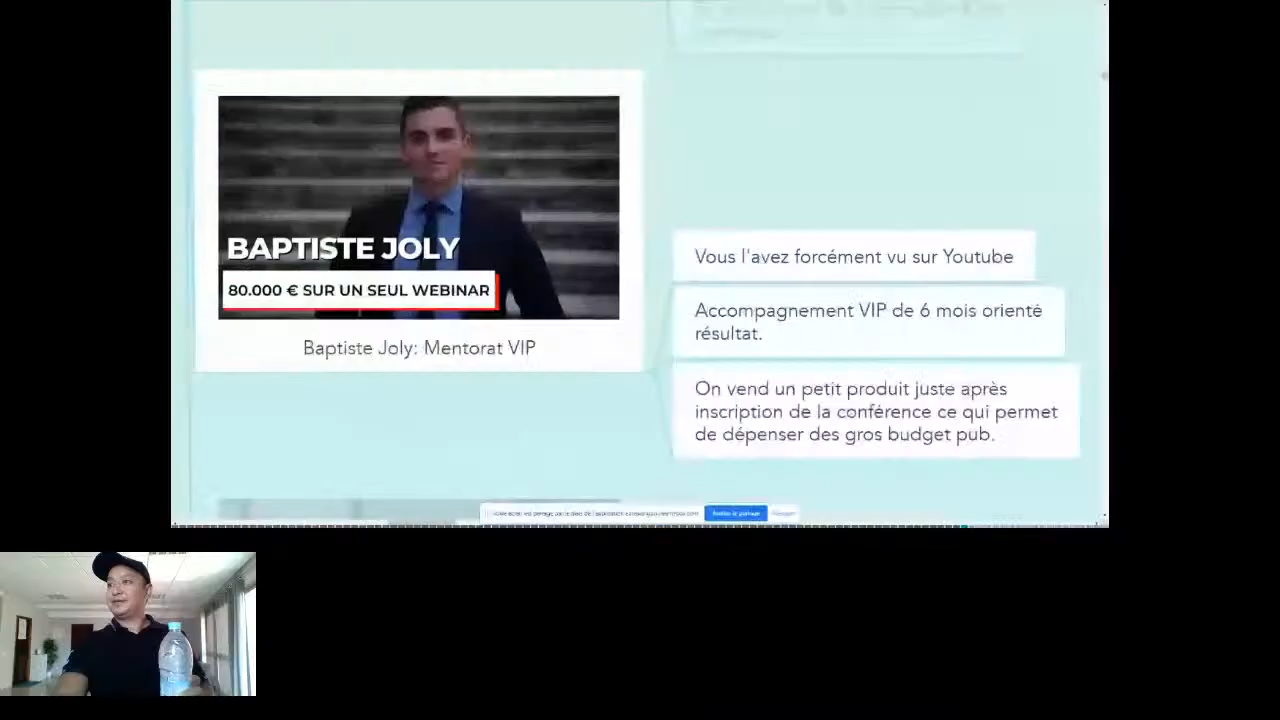 BAPTISTE JOLY
80.000 € SUR UN SEUL WEBINAR
Baptiste Joly: Mentorat VIP
Vous l'avez forcément vu sur Youtube
Accompagnement VIP de 6 mois orienté
résultat.
On vend un petit produit juste après
inscription de la conférence ce qui permet
de dépenser des gros budget pub.